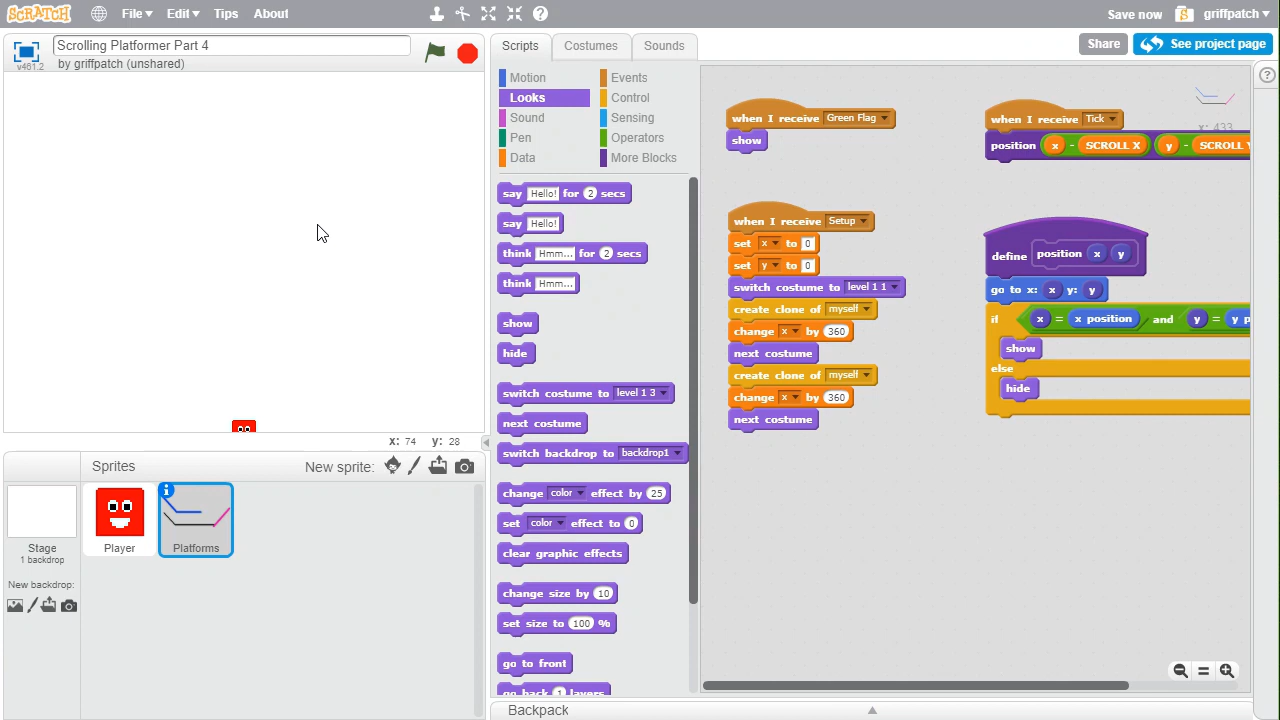 SCRATCH File Edit Tips About Save now griffpatch
Scrolling Platformer Part 4
by griffpatch (unshared)
v461.2
Scripts Costumes Sounds
Share See project page
Motion Events
Looks Control
Sound Sensing
Pen Operators
Data More Blocks
say Hello! for 2 secs
say Hello!
think Hmm... for 2 secs
think Hmm...
show
hide
switch costume to level 1 3
next costume
switch backdrop to backdrop1
change color effect by 25
set color effect to 0
clear graphic effects
change size by 10
set size to 100 %
go to front
go back 1 layers
when I receive Green Flag
show
when I receive Setup
set x to 0
set y to 0
switch costume to level 1 1
create clone of myself
change x by 360
next costume
create clone of myself
change x by 360
next costume
x: 433
when I receive Tick
position x - SCROLL X y - SCROLL
define position x y
go to x: x y: y
if x = x position and y = y
show
else
hide
x: 74 y: 28
Sprites New sprite:
Stage
1 backdrop
New backdrop:
Player
Platforms
Backpack